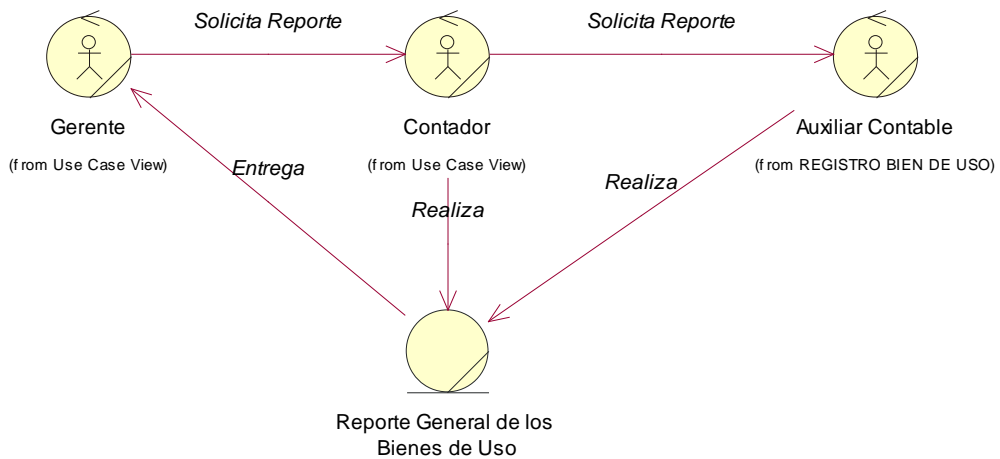 Solicita Reporte
Solicita Reporte
Gerente
Contador
Auxiliar Contable
(from Use Case View)
(from Use Case View)
(from REGISTRO BIEN DE USO)
Entrega
Realiza
Realiza
Reporte General de los
Bienes de Uso